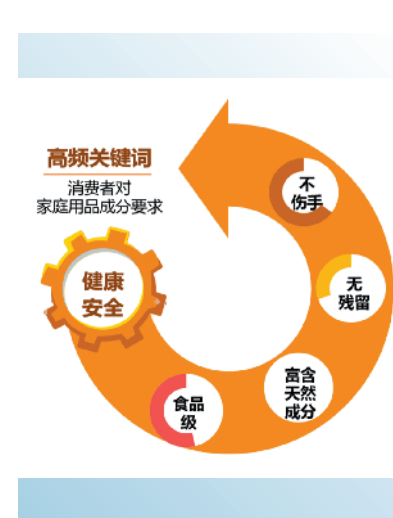 高频关键词
消费者对
家庭用品成分要求
健康
安全
不
伤手
无
残留
富含
天然
成分
食品
级